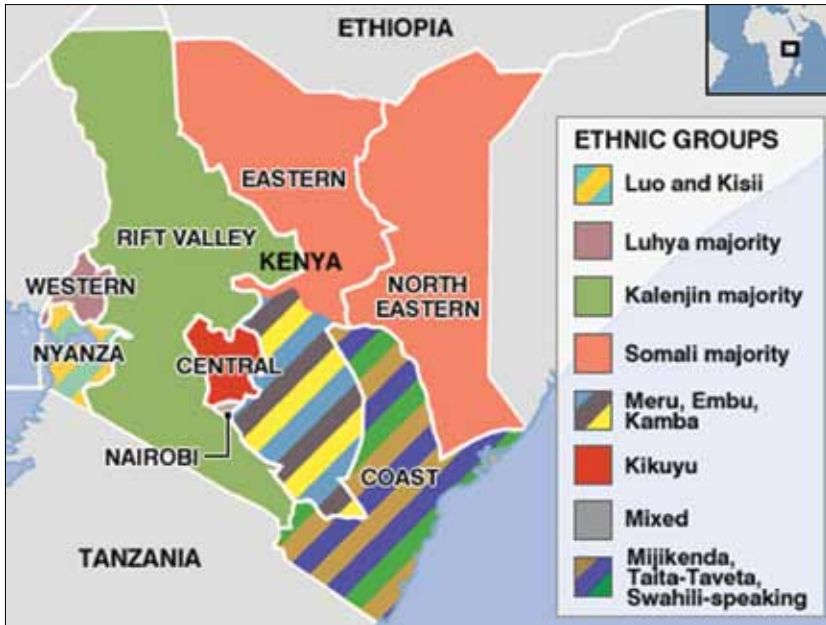 ETHIOPIA
EASTERN
RIFT VALLEY
KENYA
WESTERN
NORTH
EASTERN
NYANZA
CENTRAL
NAIROBI
COAST
TANZANIA
ETHNIC GROUPS
Luo and Kisii
Luhya majority
Kalenjin majority
Somali majority
Meru, Embu,
Kamba
Kikuyu
Mixed
Mijikenda,
Taita-Taveta,
Swahili-speaking